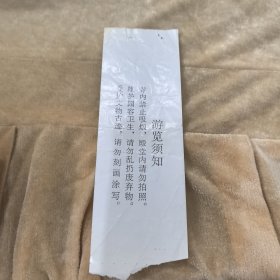 游览须知
寺内禁止吸烟，殿堂内请勿拍照。
维护园容卫生，请勿乱扔废弃物。
文物古迹，请勿刻画涂写。